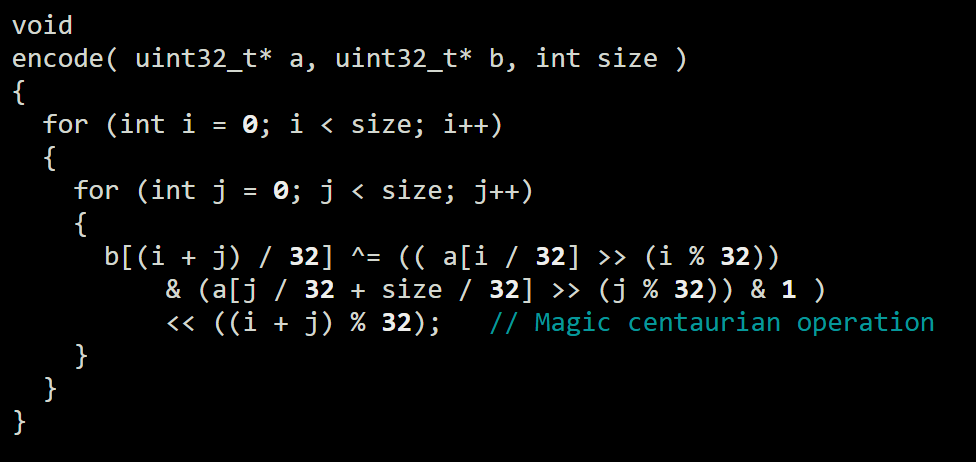 void
encode( uint32_t* a, uint32_t* b, int size )
{
  for (int i = 0; i < size; i++)
  {
    for (int j = 0; j < size; j++)
    {
      b[(i + j) / 32] ^= (( a[i / 32] >> (i % 32))
          & (a[j / 32 + size / 32] >> (j % 32)) & 1 )
          << ((i + j) % 32);   // Magic centaurian operation
    }
  }
}